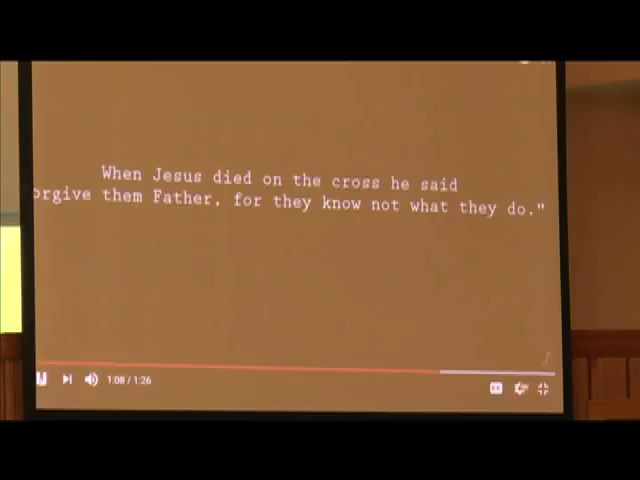 When Jesus died on the cross he said
orgive them Father, for they know not what they do."
1:08 / 1:26